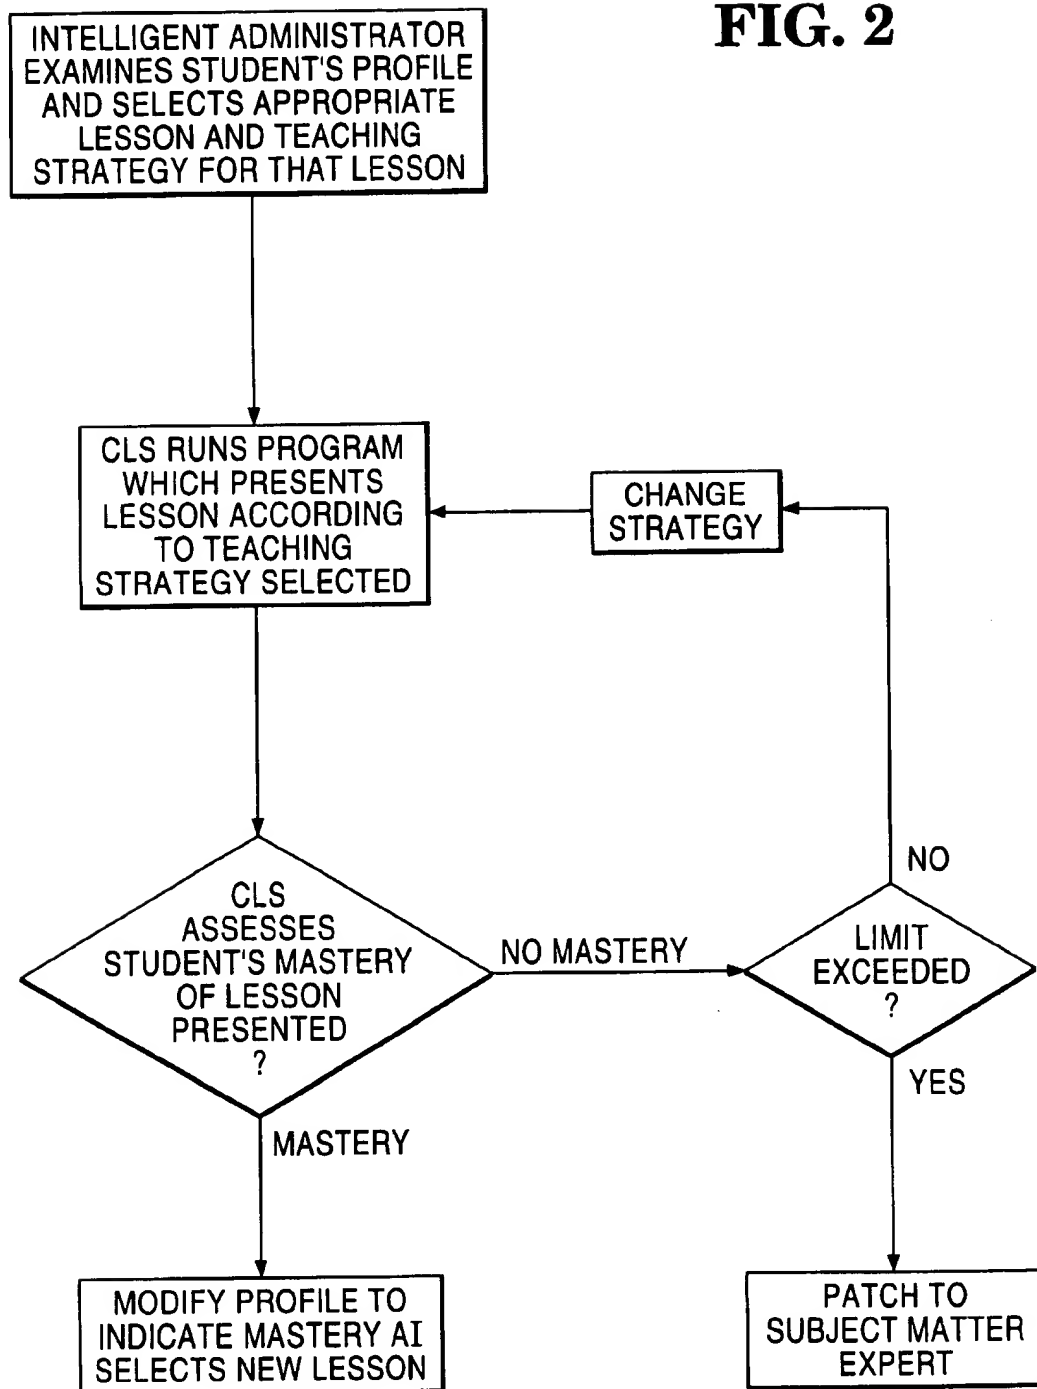 FIG. 2
INTELLIGENT ADMINISTRATOR
EXAMINES STUDENT'S PROFILE
AND SELECTS APPROPRIATE
LESSON AND TEACHING
STRATEGY FOR THAT LESSON
CLS RUNS PROGRAM
WHICH PRESENTS
LESSON ACCORDING
TO TEACHING
STRATEGY SELECTED
CHANGE
STRATEGY
CLS
ASSESSES
STUDENT'S MASTERY
OF LESSON
PRESENTED
?
NO MASTERY
LIMIT
EXCEEDED
?
NO
YES
MASTERY
MODIFY PROFILE TO
INDICATE MASTERY AI
SELECTS NEW LESSON
PATCH TO
SUBJECT MATTER
EXPERT